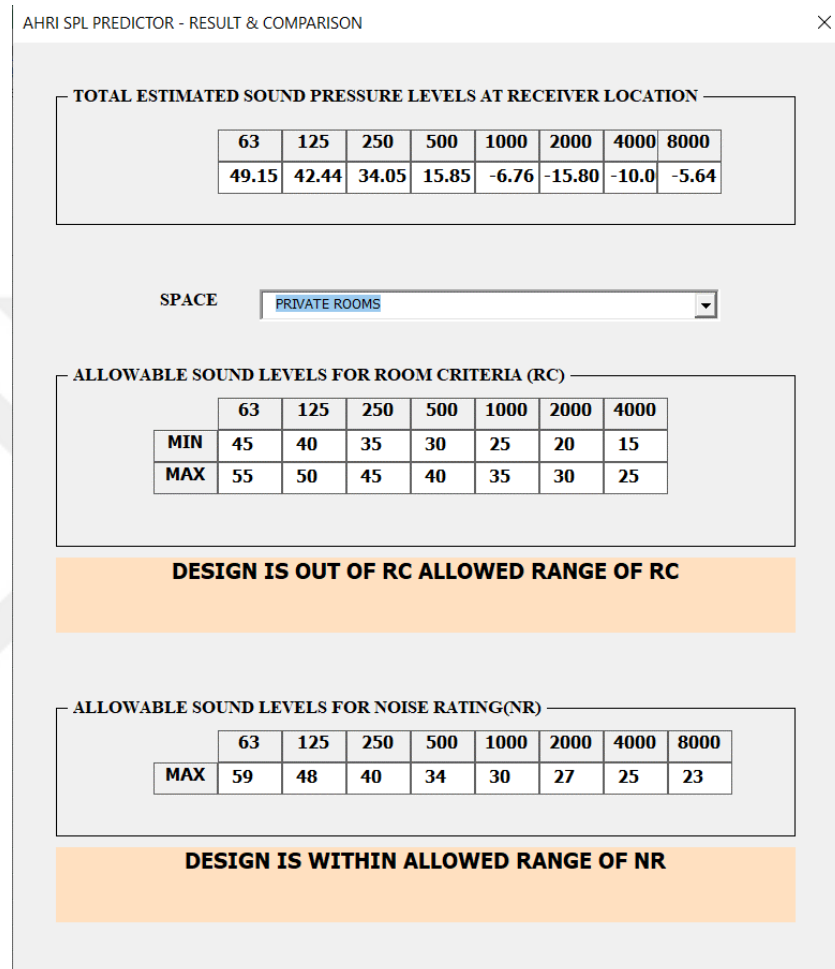 AHRI SPL PREDICTOR - RESULT & COMPARISON
TOTAL ESTIMATED SOUND PRESSURE LEVELS AT RECEIVER LOCATION
63 125 250 500 1000 2000 4000 8000
49.15 42.44 34.05 15.85 -6.76 -15.80 -10.0 -5.64
SPACE PRIVATE ROOMS
ALLOWABLE SOUND LEVELS FOR ROOM CRITERIA (RC)
63 125 250 500 1000 2000 4000
MIN 45 40 35 30 25 20 15
MAX 55 50 45 40 35 30 25
DESIGN IS OUT OF RC ALLOWED RANGE OF RC
ALLOWABLE SOUND LEVELS FOR NOISE RATING(NR)
63 125 250 500 1000 2000 4000 8000
MAX 59 48 40 34 30 27 25 23
DESIGN IS WITHIN ALLOWED RANGE OF NR